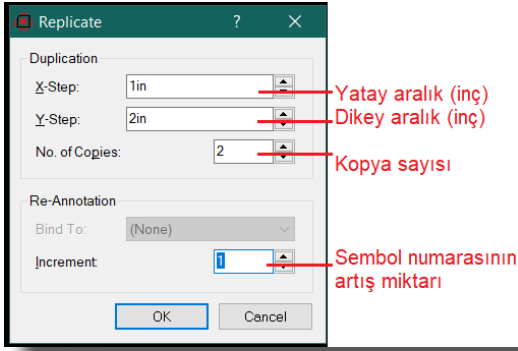 Replicate ? ×
Duplication
X-Step: 1in
Yatay aralık (inç)
Y-Step: 2in
Dikey aralık (inç)
No. of Copies: 2
Kopya sayısı
Re-Annotation
Bind To: (None)
Increment: 1
Sembol numarasının
artış miktarı
OK Cancel